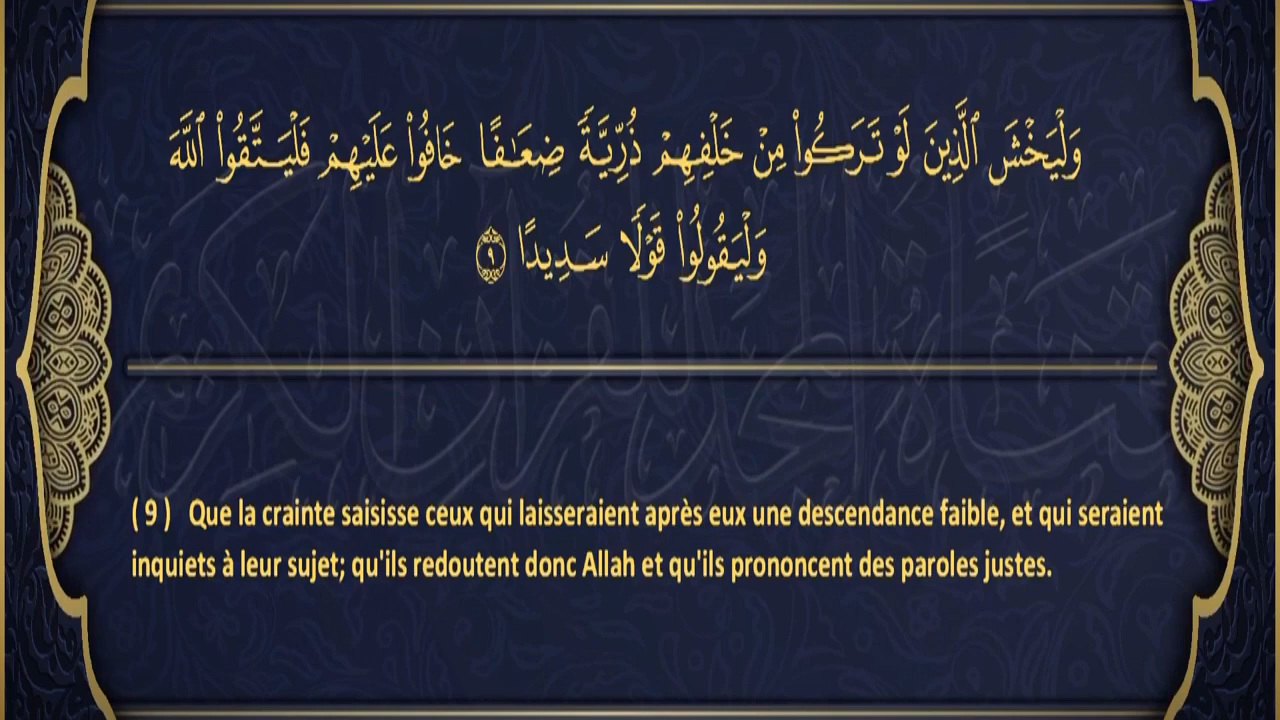 وَلْيَخْشَ ٱلَّذِينَ لَوْ تَرَكُوا۟ مِنْ خَلْفِهِمْ ذُرِّيَّةً ضِعَـٰفًا خَافُوا۟ عَلَيْهِمْ فَلْيَتَّقُوا۟ ٱللَّهَ
وَلْيَقُولُوا۟ قَوْلًا سَدِيدًا ٩
( 9 ) Que la crainte saisisse ceux qui laisseraient après eux une descendance faible, et qui seraient
inquiets à leur sujet; qu'ils redoutent donc Allah et qu'ils prononcent des paroles justes.